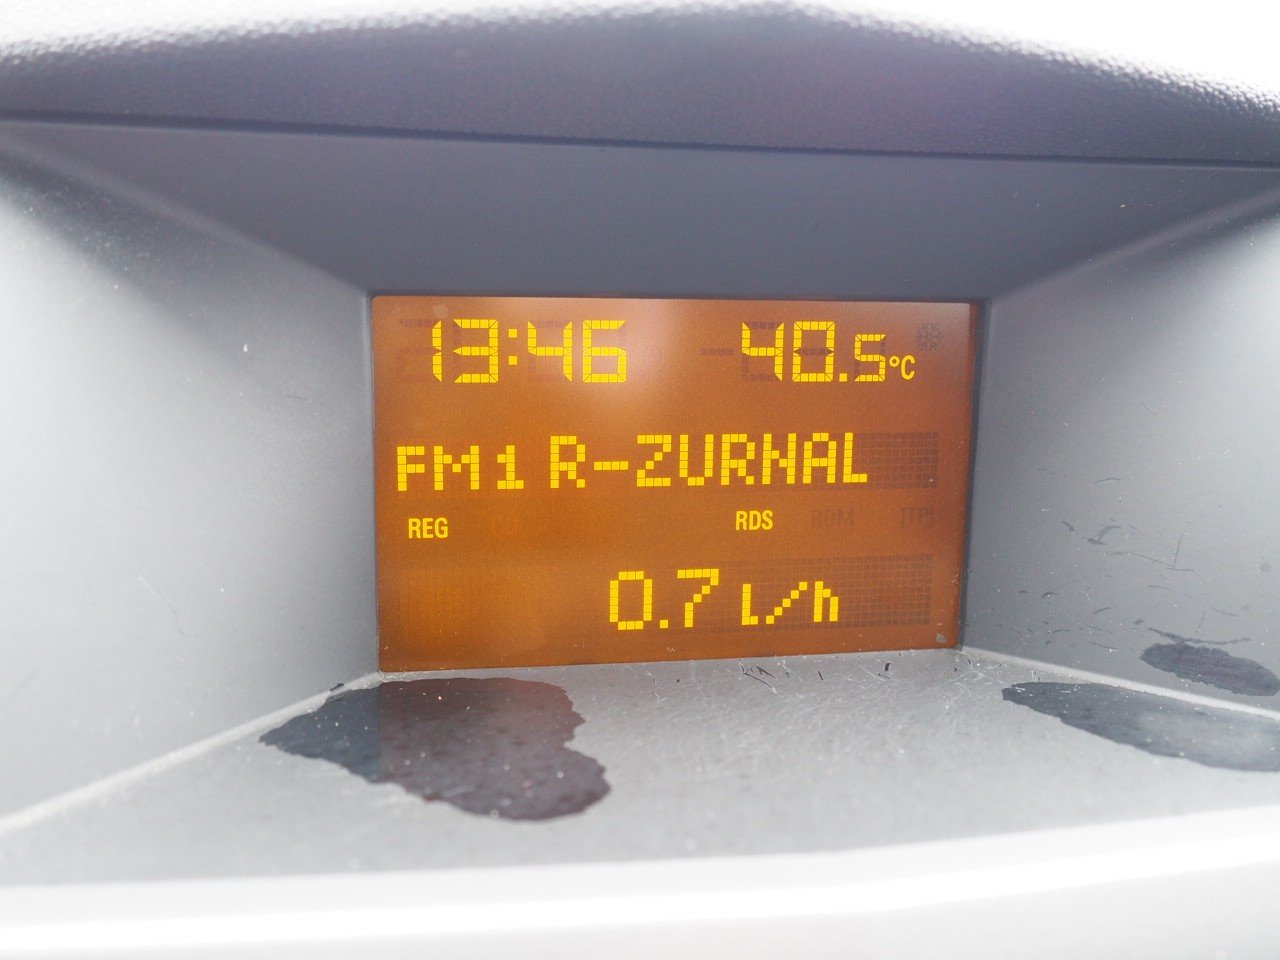 13:46 40.5°C
FM1 R-ZURNAL
REG RDS
0.7 L/h